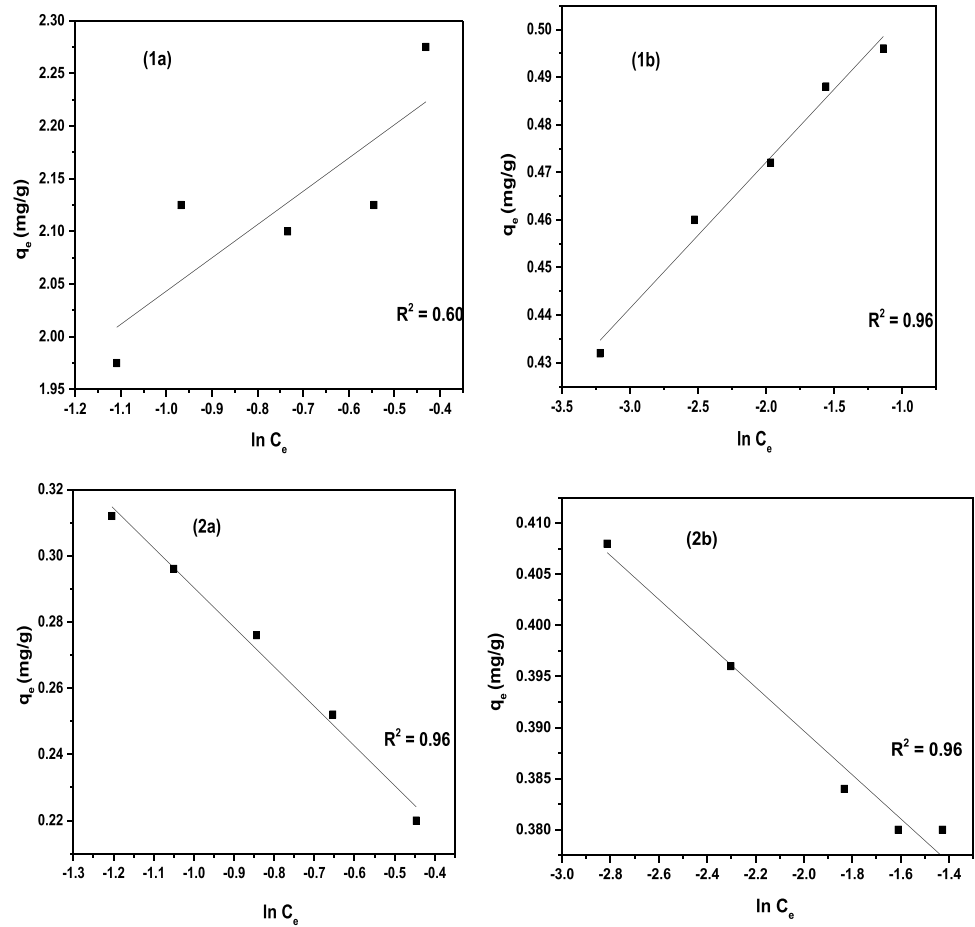 (1a)
q_e (mg/g)
2.30
2.25
2.20
2.15
2.10
2.05
2.00
1.95
R² = 0.60
-1.2 -1.1 -1.0 -0.9 -0.8 -0.7 -0.6 -0.5 -0.4
ln C_e
(1b)
q_e (mg/g)
0.50
0.49
0.48
0.47
0.46
0.45
0.44
0.43
R² = 0.96
-3.5 -3.0 -2.5 -2.0 -1.5 -1.0
ln C_e
(2a)
q_e (mg/g)
0.32
0.30
0.28
0.26
0.24
0.22
R² = 0.96
-1.3 -1.2 -1.1 -1.0 -0.9 -0.8 -0.7 -0.6 -0.5 -0.4
ln C_e
(2b)
q_e (mg/g)
0.410
0.405
0.400
0.395
0.390
0.385
0.380
R² = 0.96
-3.0 -2.8 -2.6 -2.4 -2.2 -2.0 -1.8 -1.6 -1.4
ln C_e